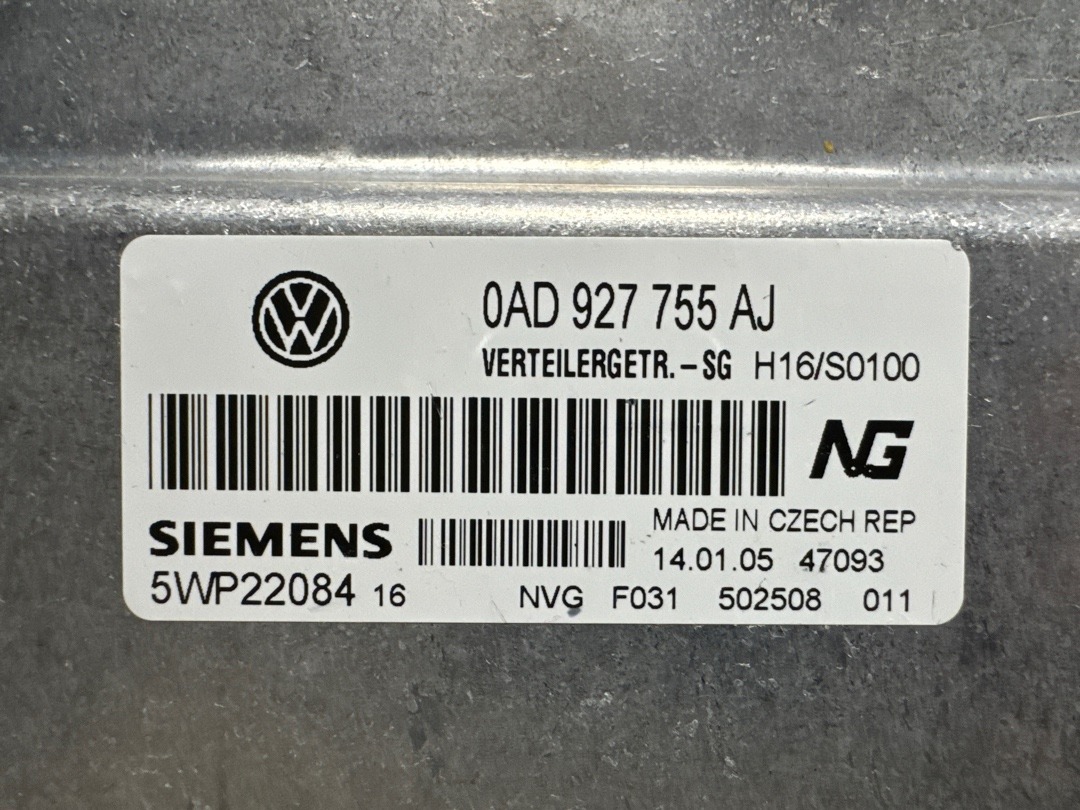 0AD 927 755 AJ
VERTEILERGETR.-SG H16/S0100
NG
SIEMENS
MADE IN CZECH REP
14.01.05 47093
5WP22084 16
NVG F031 502508 011